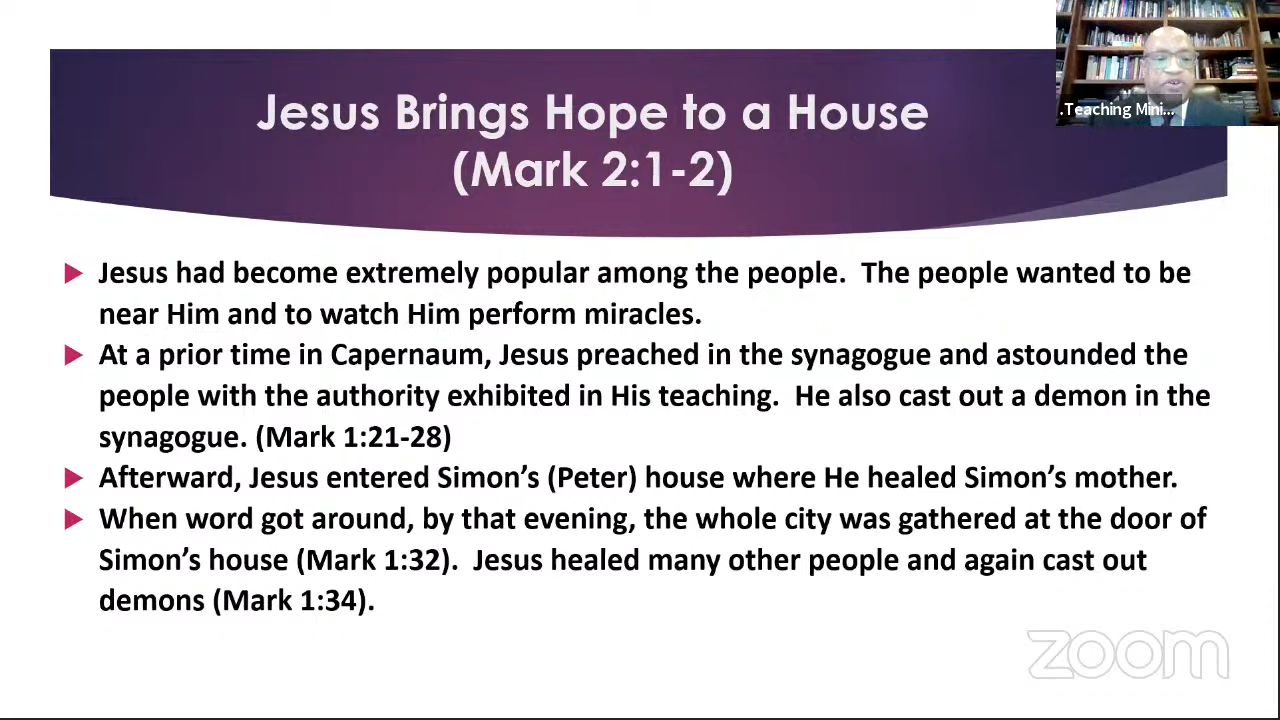 Jesus Brings Hope to a House
(Mark 2:1-2)
.Teaching Mini...
Jesus had become extremely popular among the people. The people wanted to be
near Him and to watch Him perform miracles.
At a prior time in Capernaum, Jesus preached in the synagogue and astounded the
people with the authority exhibited in His teaching. He also cast out a demon in the
synagogue. (Mark 1:21-28)
Afterward, Jesus entered Simon's (Peter) house where He healed Simon's mother.
When word got around, by that evening, the whole city was gathered at the door of
Simon's house (Mark 1:32). Jesus healed many other people and again cast out
demons (Mark 1:34).
zoom